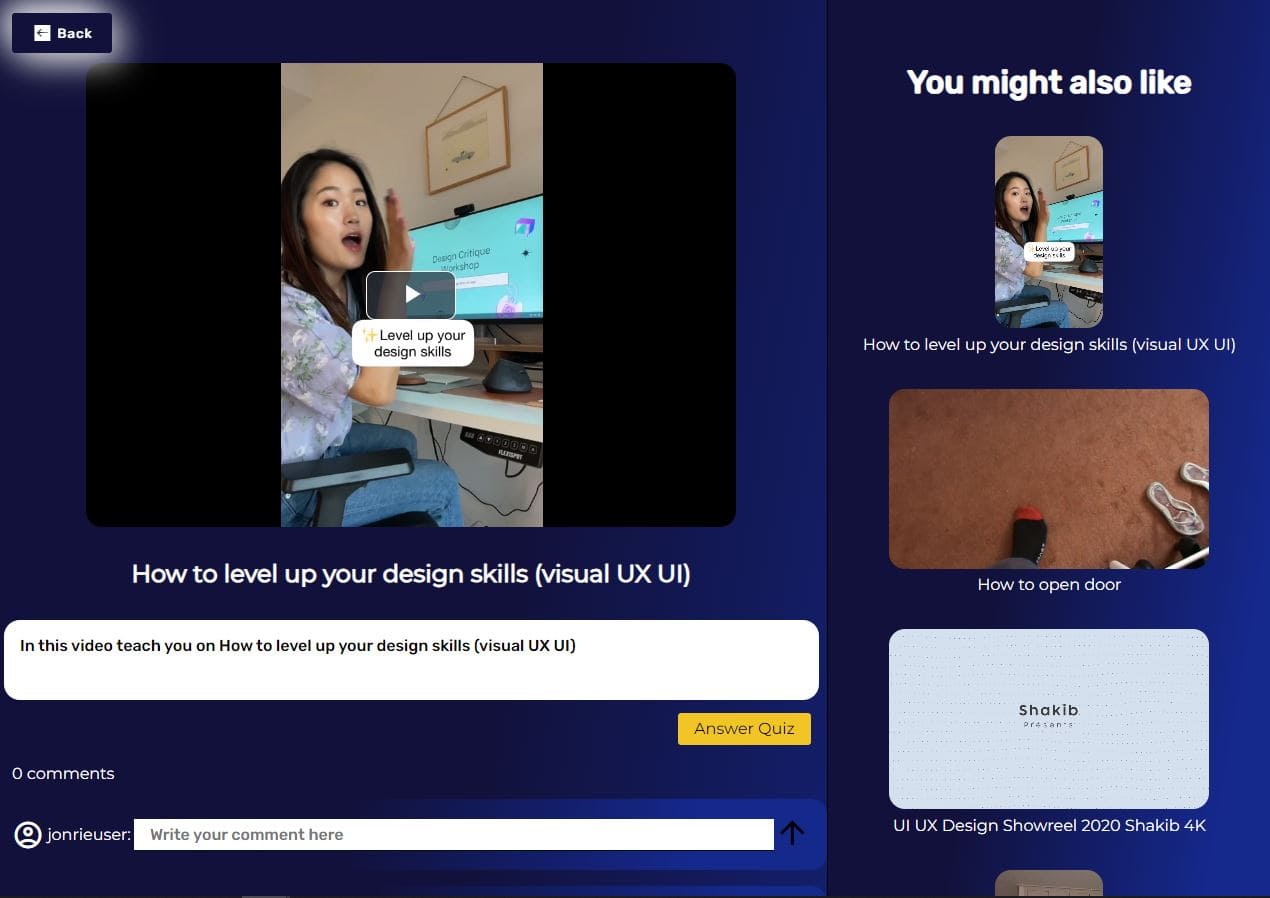 Back
Design Critique
Workshop
✨Level up your
design skills
FLEXISPOT
How to level up your design skills (visual UX UI)
In this video teach you on How to level up your design skills (visual UX UI)
Answer Quiz
0 comments
jonrieuser:
Write your comment here
You might also like
✨Level up your
design skills
How to level up your design skills (visual UX UI)
How to open door
Shakib
Présents
UI UX Design Showreel 2020 Shakib 4K